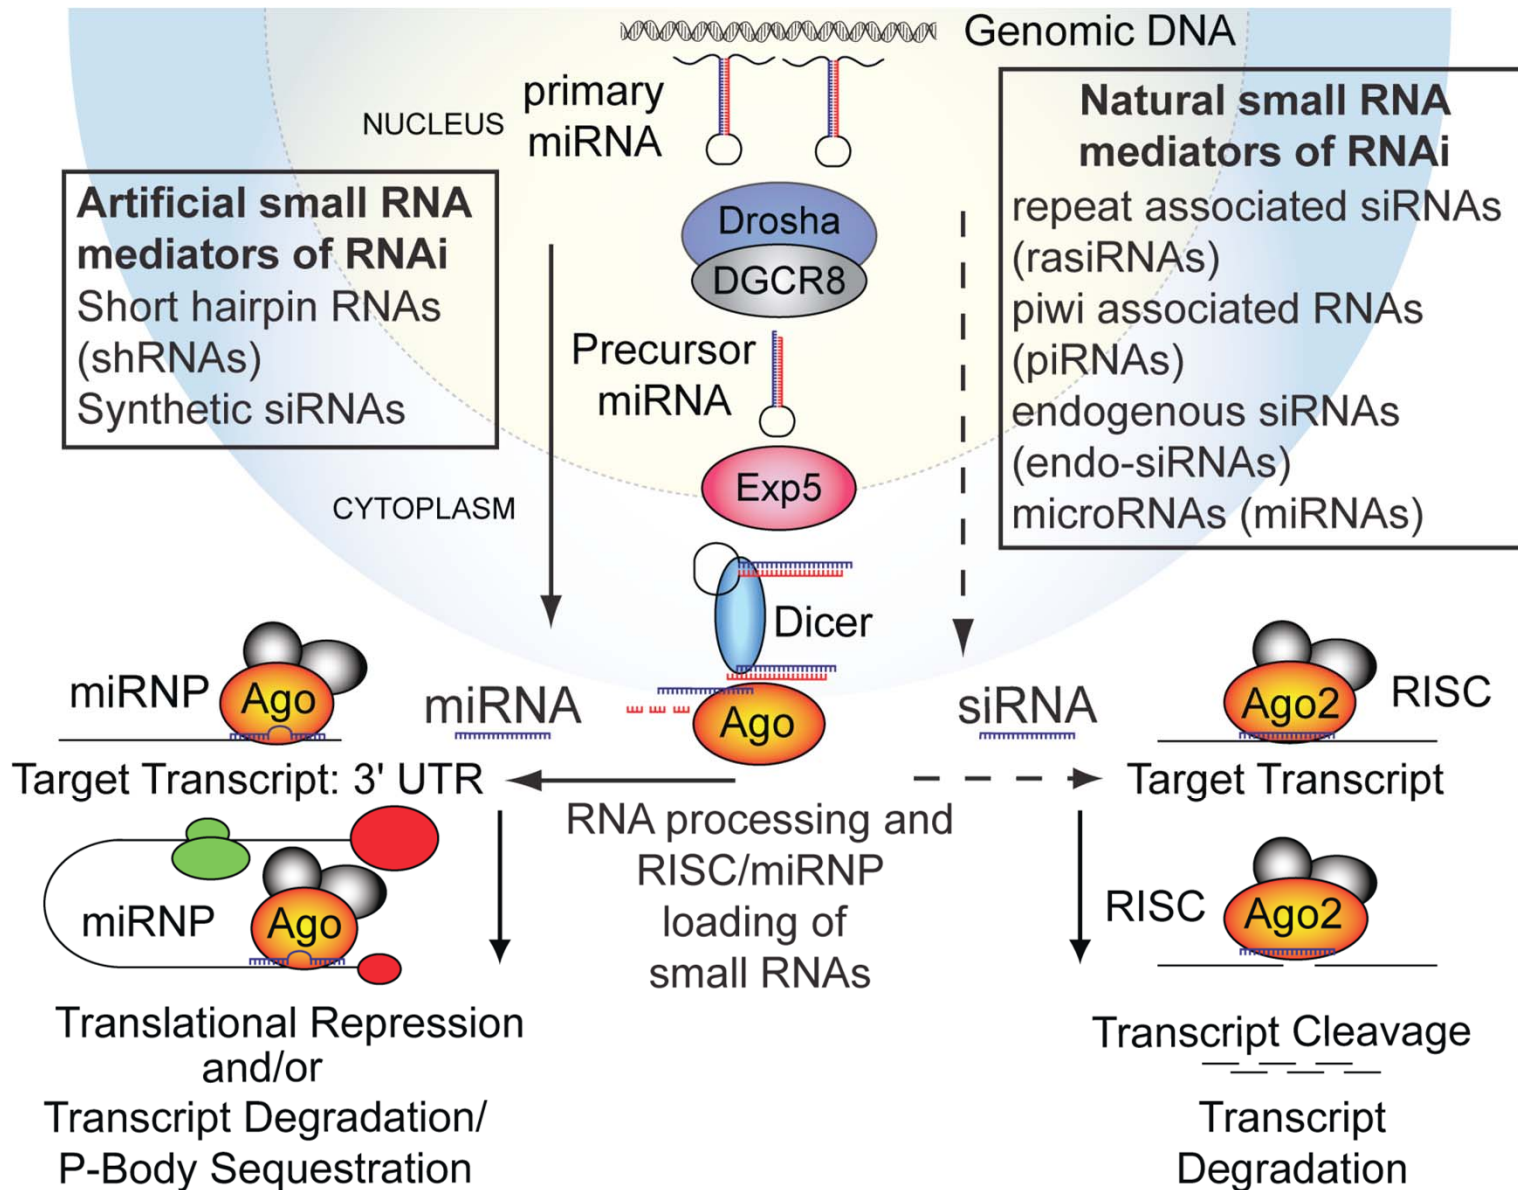 Genomic DNA
primary
miRNA
NUCLEUS
Natural small RNA
mediators of RNAi
repeat associated siRNAs
(rasiRNAs)
piwi associated RNAs
(piRNAs)
endogenous siRNAs
(endo-siRNAs)
microRNAs (miRNAs)
Artificial small RNA
mediators of RNAi
Short hairpin RNAs
(shRNAs)
Synthetic siRNAs
Drosha
DGCR8
Precursor
miRNA
Exp5
CYTOPLASM
Dicer
miRNP
Ago
miRNA
Ago
siRNA
Ago2
RISC
Target Transcript: 3' UTR
Target Transcript
RNA processing and
RISC/miRNP
loading of
small RNAs
miRNP
Ago
RISC
Ago2
Translational Repression
and/or
Transcript Degradation/
P-Body Sequestration
Transcript Cleavage
Transcript
Degradation